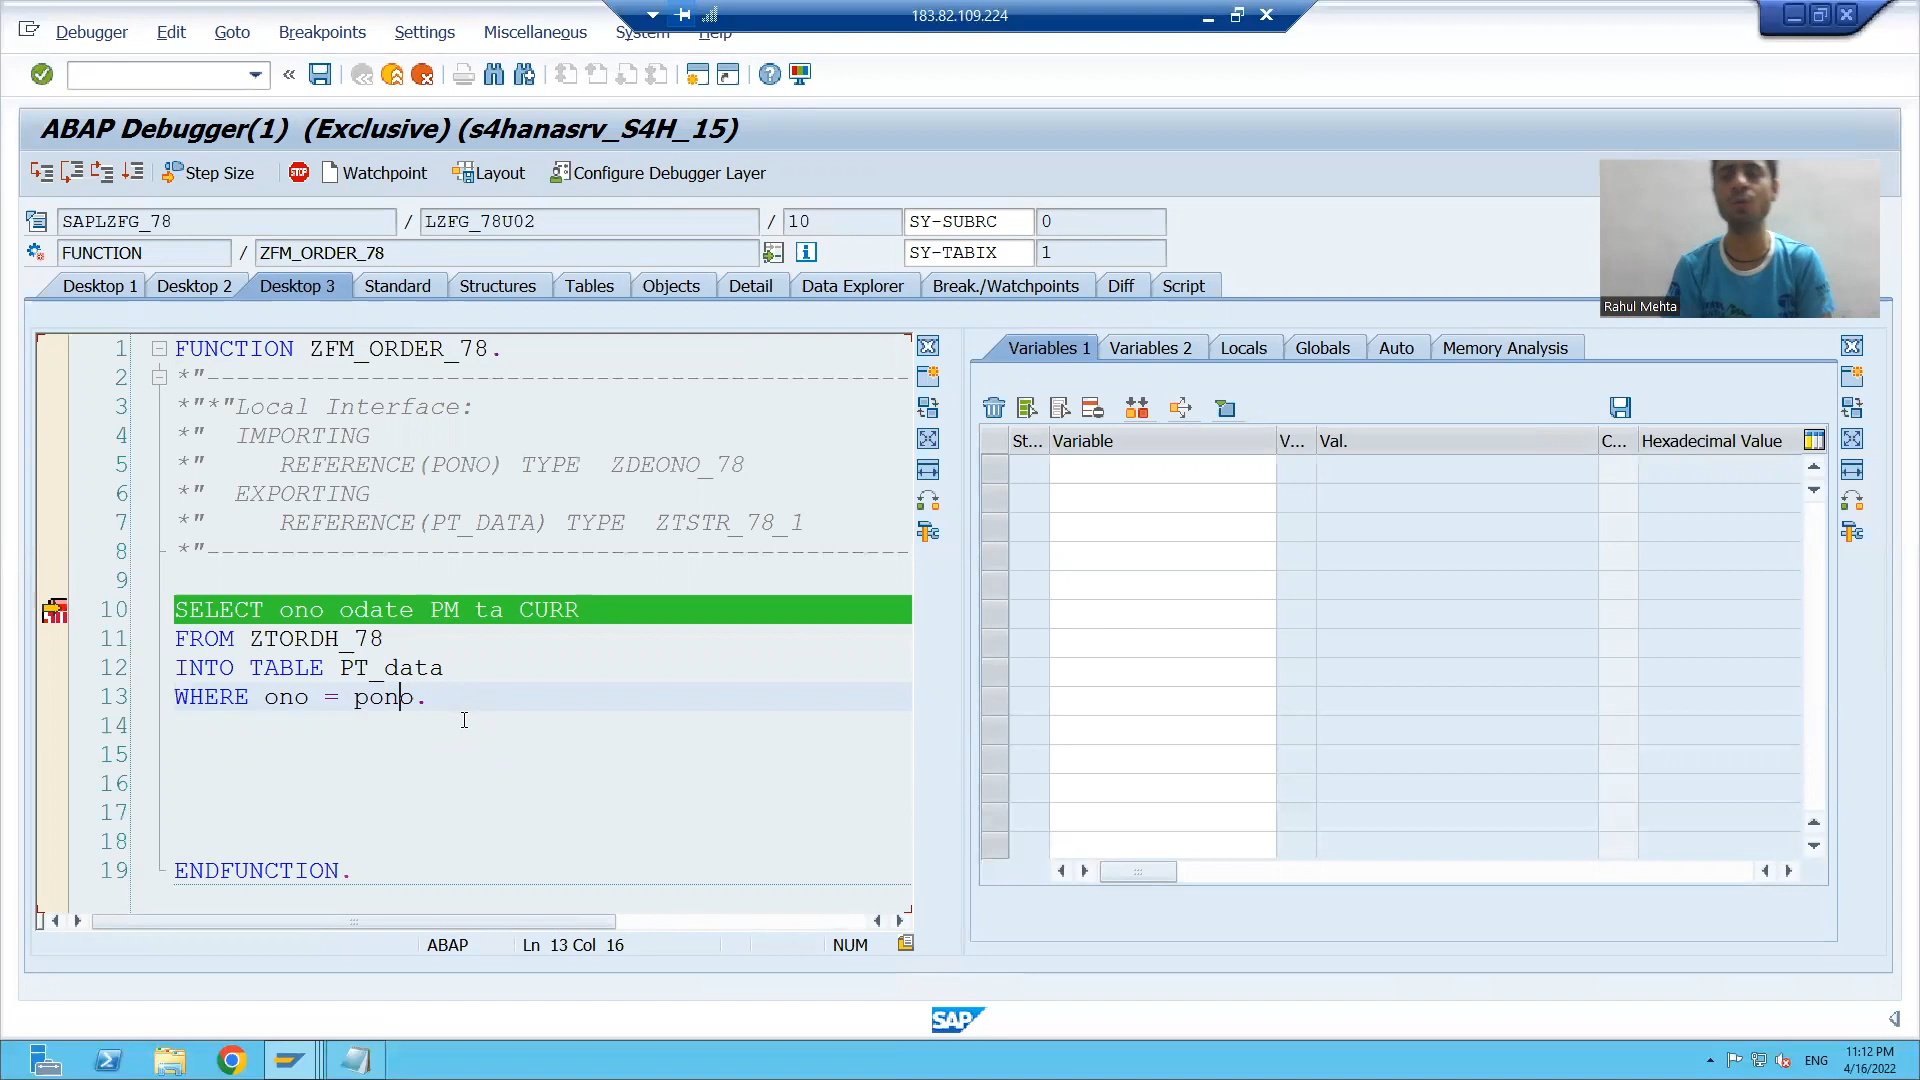 183.82.109.224
Debugger Edit Goto Breakpoints Settings Miscellaneous System Help
ABAP Debugger(1) (Exclusive) (s4hanasrv_S4H_15)
Step Size STOP Watchpoint Layout Configure Debugger Layer
SAPLZFG_78 / LZFG_78U02 / 10 SY-SUBRC 0
FUNCTION / ZFM_ORDER_78 SY-TABIX 1
Rahul Mehta
Desktop 1 Desktop 2 Desktop 3 Standard Structures Tables Objects Detail Data Explorer Break./Watchpoints Diff Script
Variables 1 Variables 2 Locals Globals Auto Memory Analysis
St... Variable V... Val. C... Hexadecimal Value
1 FUNCTION ZFM_ORDER_78.
2 *"-----------------------------------------------
3 *"*"Local Interface:
4 *" IMPORTING
5 *" REFERENCE(PONO) TYPE ZDEONO_78
6 *" EXPORTING
7 *" REFERENCE(PT_DATA) TYPE ZTSTR_78_1
8 *"-----------------------------------------------
9
10 SELECT ono odate PM ta CURR
11 FROM ZTORDH_78
12 INTO TABLE PT_data
13 WHERE ono = pono.
14
15
16
17
18
19 ENDFUNCTION.
ABAP Ln 13 Col 16 NUM
SAP
ENG
11:12 PM
4/16/2022